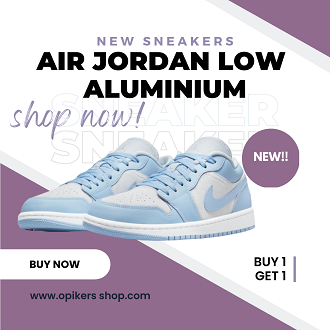 NEW SNEAKERS
AIR JORDAN LOW
ALUMINIUM
shop now!
SNEAKER
SNEAKER
NEW!!
BUY NOW
BUY 1
GET 1
www.opikers shop.com